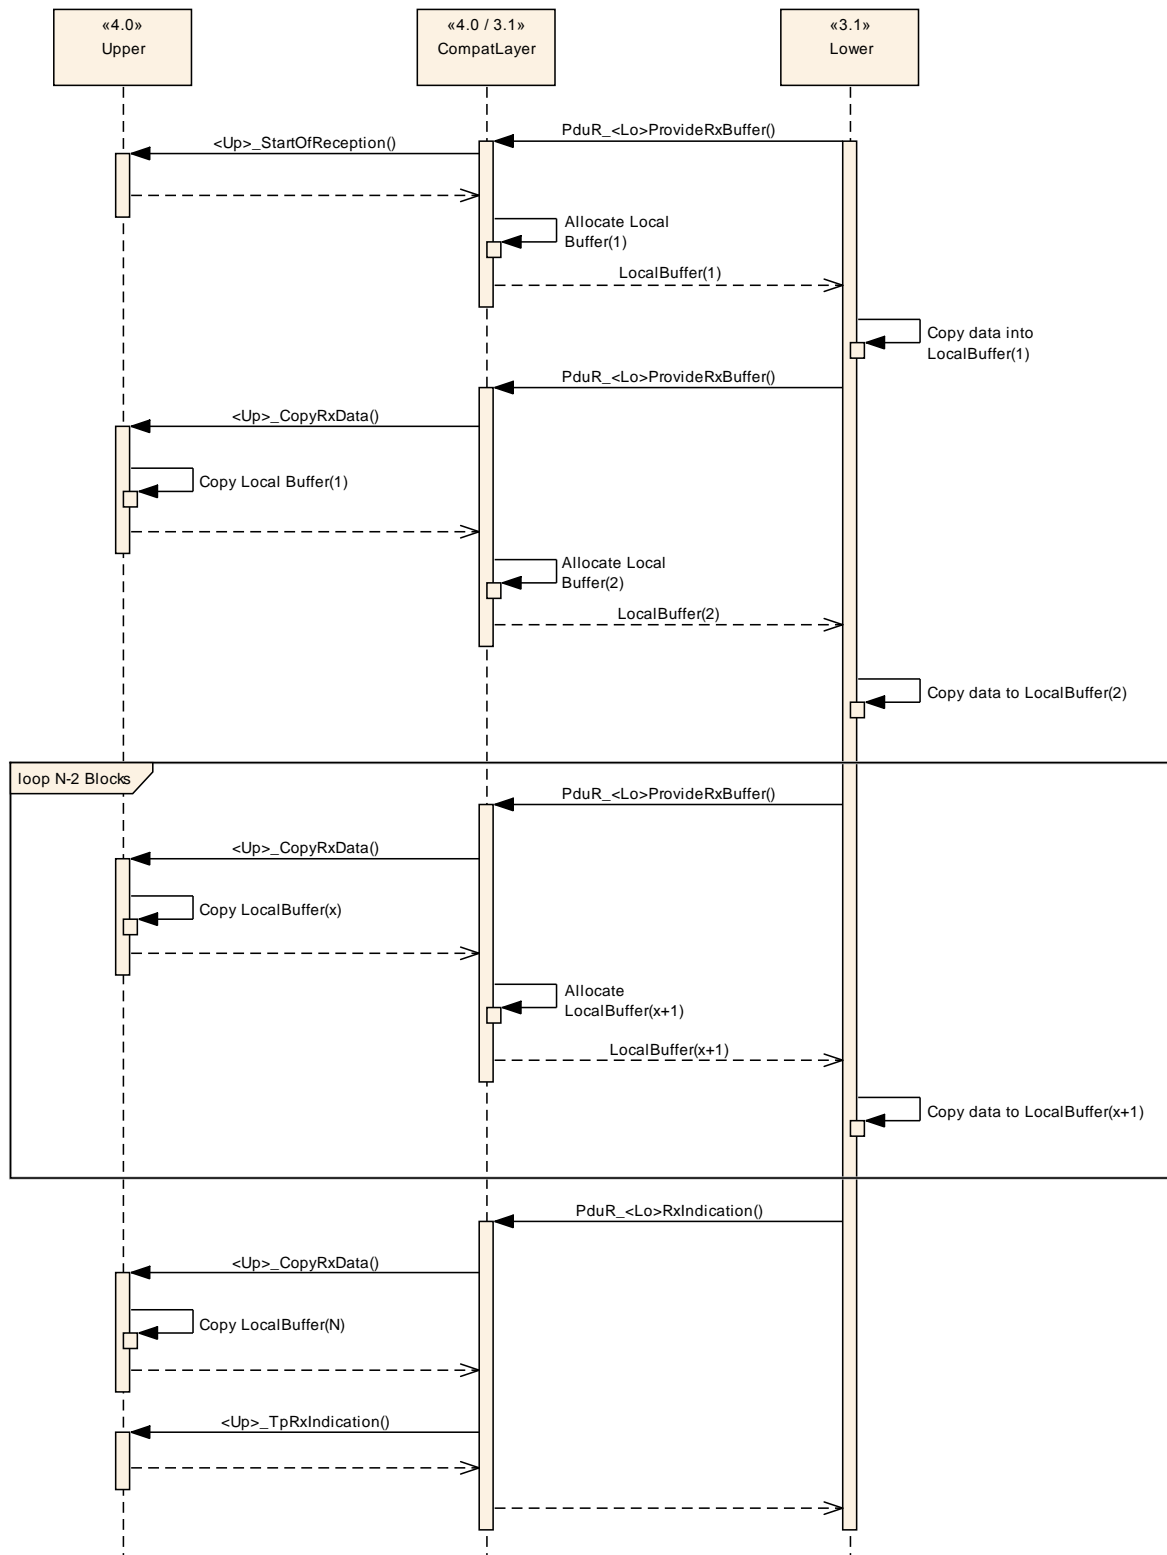 «4.0»
Upper
«4.0 / 3.1»
CompatLayer
«3.1»
Lower
PduR_<Lo>ProvideRxBuffer()
<Up>_StartOfReception()
Allocate Local
Buffer(1)
LocalBuffer(1)
Copy data into
LocalBuffer(1)
PduR_<Lo>ProvideRxBuffer()
<Up>_CopyRxData()
Copy Local Buffer(1)
Allocate Local
Buffer(2)
LocalBuffer(2)
Copy data to LocalBuffer(2)
loop N-2 Blocks
PduR_<Lo>ProvideRxBuffer()
<Up>_CopyRxData()
Copy LocalBuffer(x)
Allocate
LocalBuffer(x+1)
LocalBuffer(x+1)
Copy data to LocalBuffer(x+1)
PduR_<Lo>RxIndication()
<Up>_CopyRxData()
Copy LocalBuffer(N)
<Up>_TpRxIndication()